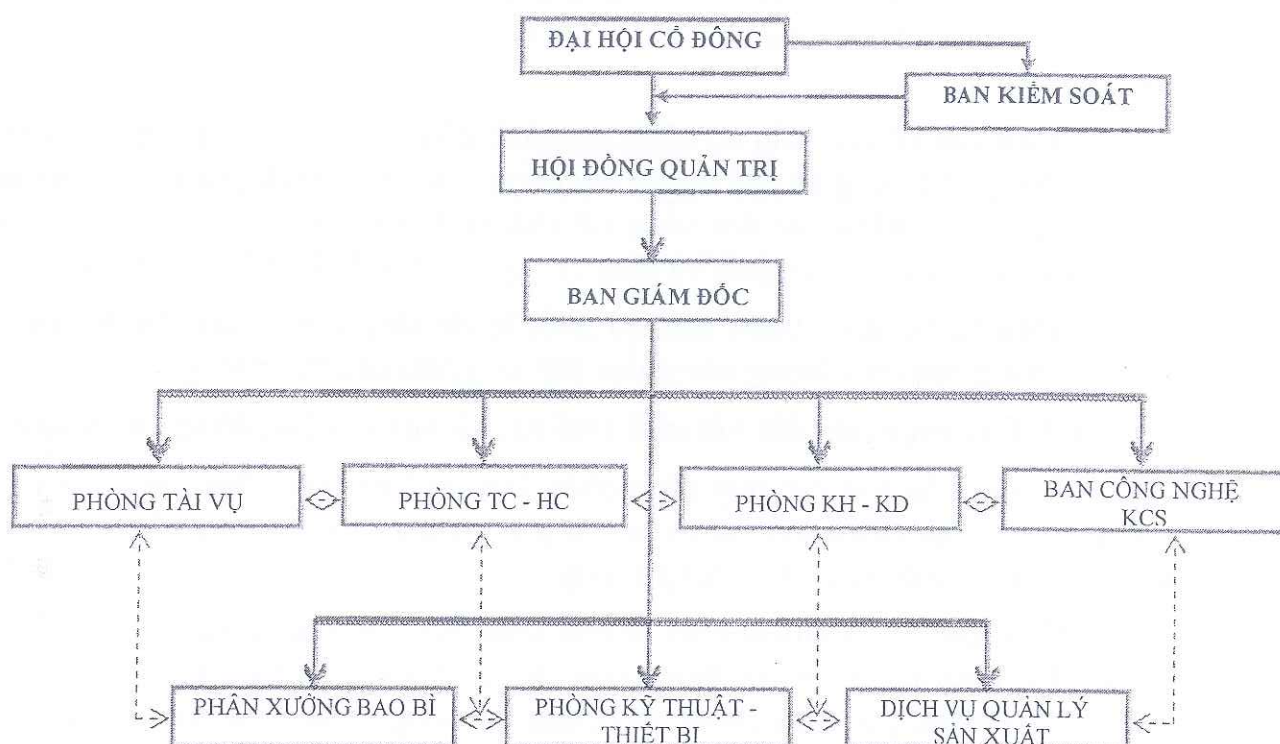 ĐẠI HỘI CỔ ĐÔNG
BAN KIỂM SOÁT
HỘI ĐỒNG QUẢN TRỊ
BAN GIÁM ĐỐC
PHÒNG TÀI VỤ
PHÒNG TC - HC
PHÒNG KH - KD
BAN CÔNG NGHỆ
KCS
PHÂN XƯỞNG BAO BÌ
PHÒNG KỸ THUẬT -
THIẾT BỊ
DỊCH VỤ QUẢN LÝ
SẢN XUẤT